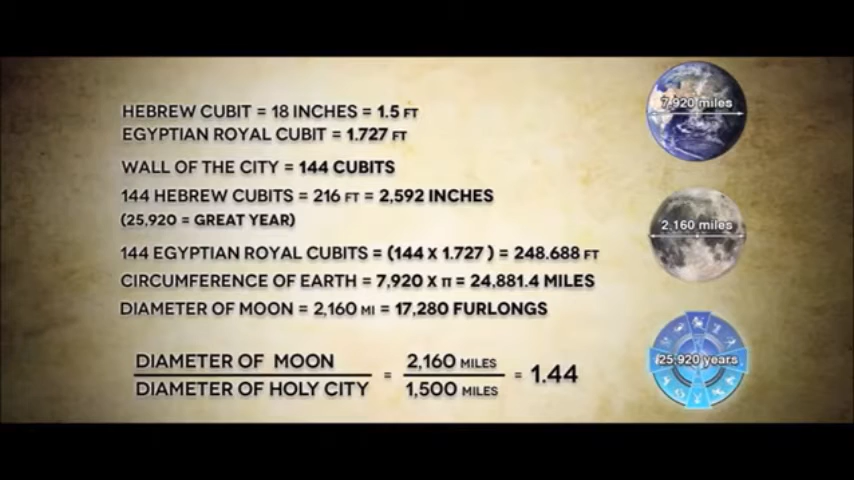 HEBREW CUBIT = 18 INCHES = 1.5 FT
EGYPTIAN ROYAL CUBIT = 1.727 FT
WALL OF THE CITY = 144 CUBITS
144 HEBREW CUBITS = 216 FT = 2,592 INCHES
(25,920 = GREAT YEAR)
144 EGYPTIAN ROYAL CUBITS = (144 X 1.727 ) = 248.688 FT
CIRCUMFERENCE OF EARTH = 7,920 X π = 24,881.4 MILES
DIAMETER OF MOON = 2,160 MI = 17,280 FURLONGS
DIAMETER OF MOON
DIAMETER OF HOLY CITY
=
2,160 MILES
1,500 MILES
= 1.44
7,920 miles
2,160 miles
25,920 years